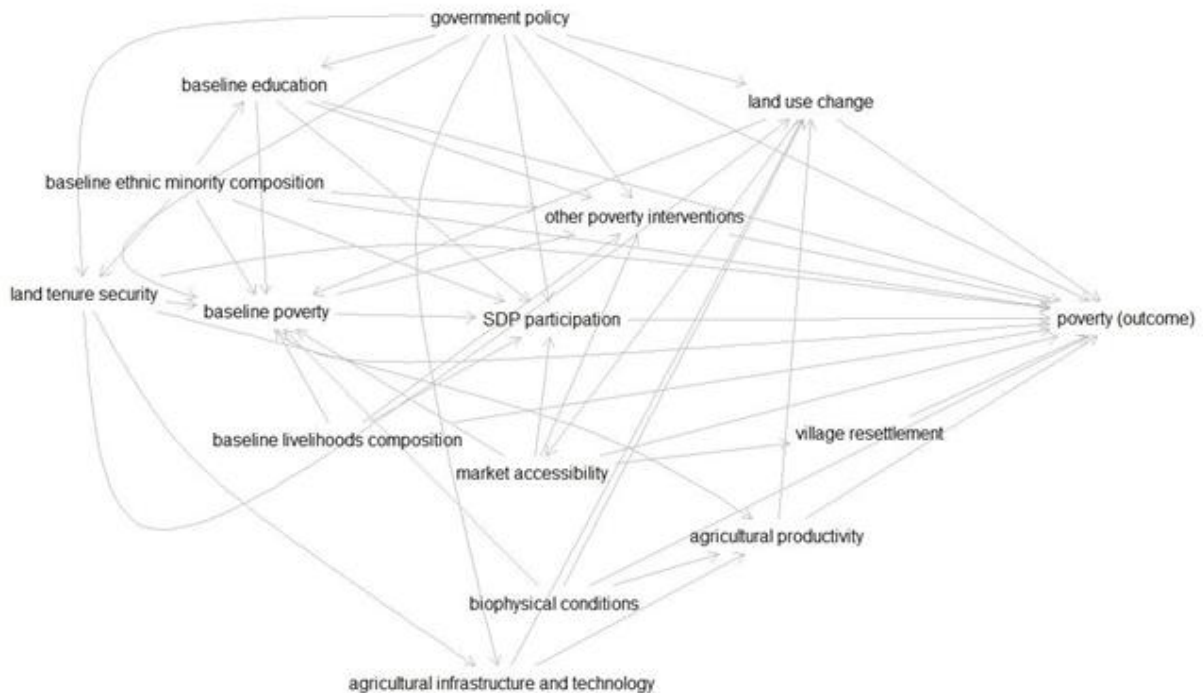 government policy
baseline education
land use change
baseline ethnic minority composition
other poverty interventions
land tenure security
baseline poverty
SDP participation
poverty (outcome)
baseline livelihoods composition
village resettlement
market accessibility
agricultural productivity
biophysical conditions
agricultural infrastructure and technology